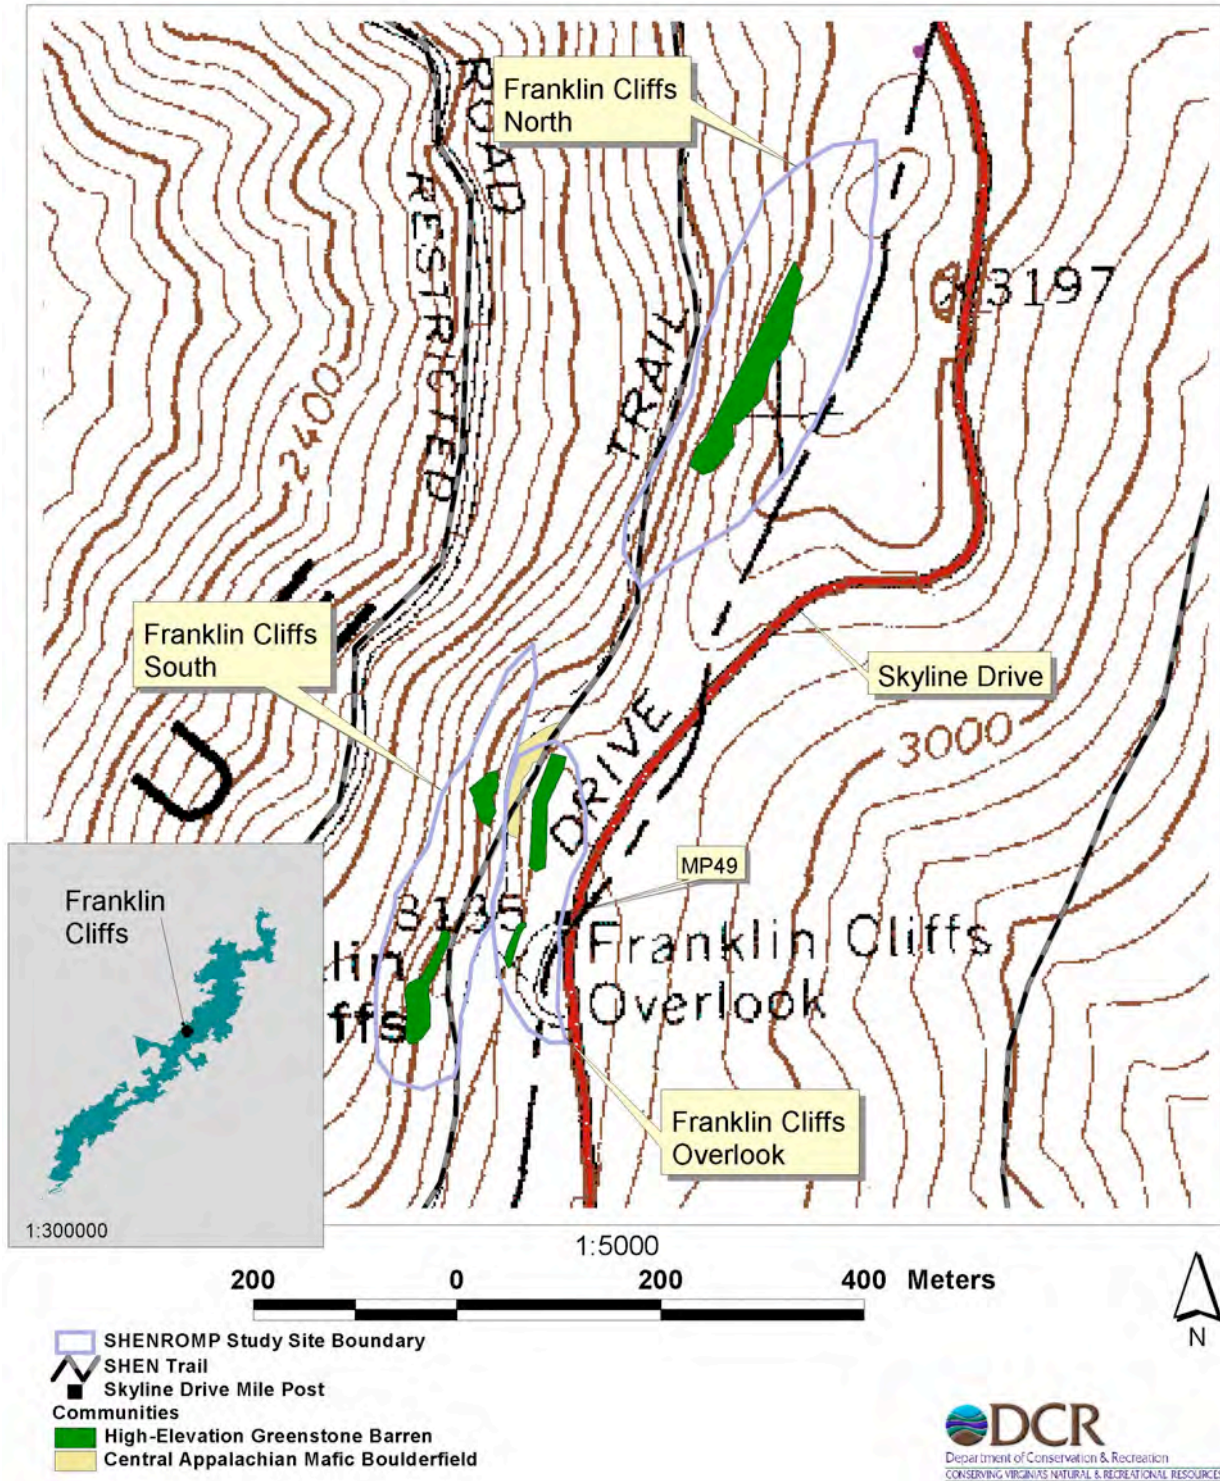 Franklin Cliffs
North
ROAD
RESTRICTED
3197
TRAIL
2400
Franklin Cliffs
South
Skyline Drive
U
DRIVE
3000
MP49
3135
Franklin Cliffs
Overlook
lin
ffs
Franklin
Cliffs
1:300000
Franklin Cliffs
Overlook
1:5000
200 0 200 400 Meters
N
SHENROMP Study Site Boundary
SHEN Trail
Skyline Drive Mile Post
Communities
High-Elevation Greenstone Barren
Central Appalachian Mafic Boulderfield
DCR
Department of Conservation & Recreation
CONSERVING VIRGINIA'S NATURAL & RECREATIONAL RESOURCES